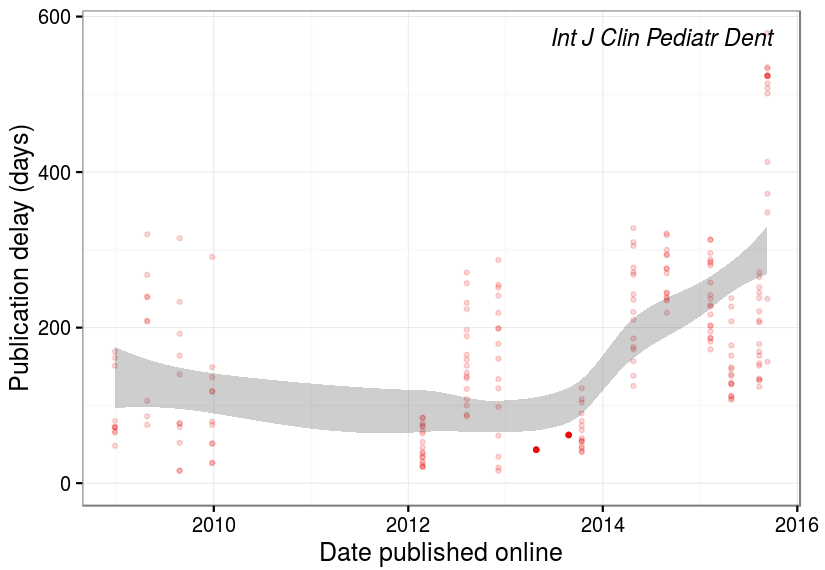 Int J Clin Pediatr Dent
Publication delay (days)
600
400
200
0
2010 2012 2014 2016
Date published online